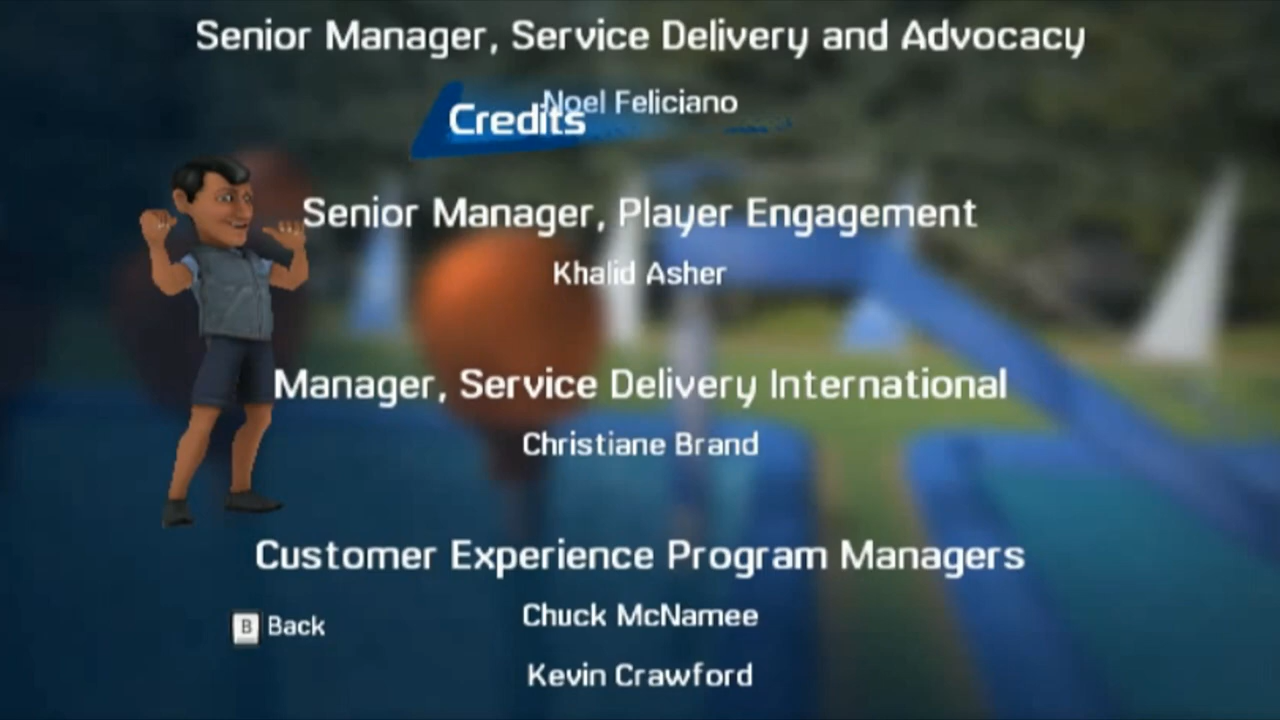 Senior Manager, Service Delivery and Advocacy
Noel Feliciano
Credits
Senior Manager, Player Engagement
Khalid Asher
Manager, Service Delivery International
Christiane Brand
Customer Experience Program Managers
Chuck McNamee
B Back
Kevin Crawford